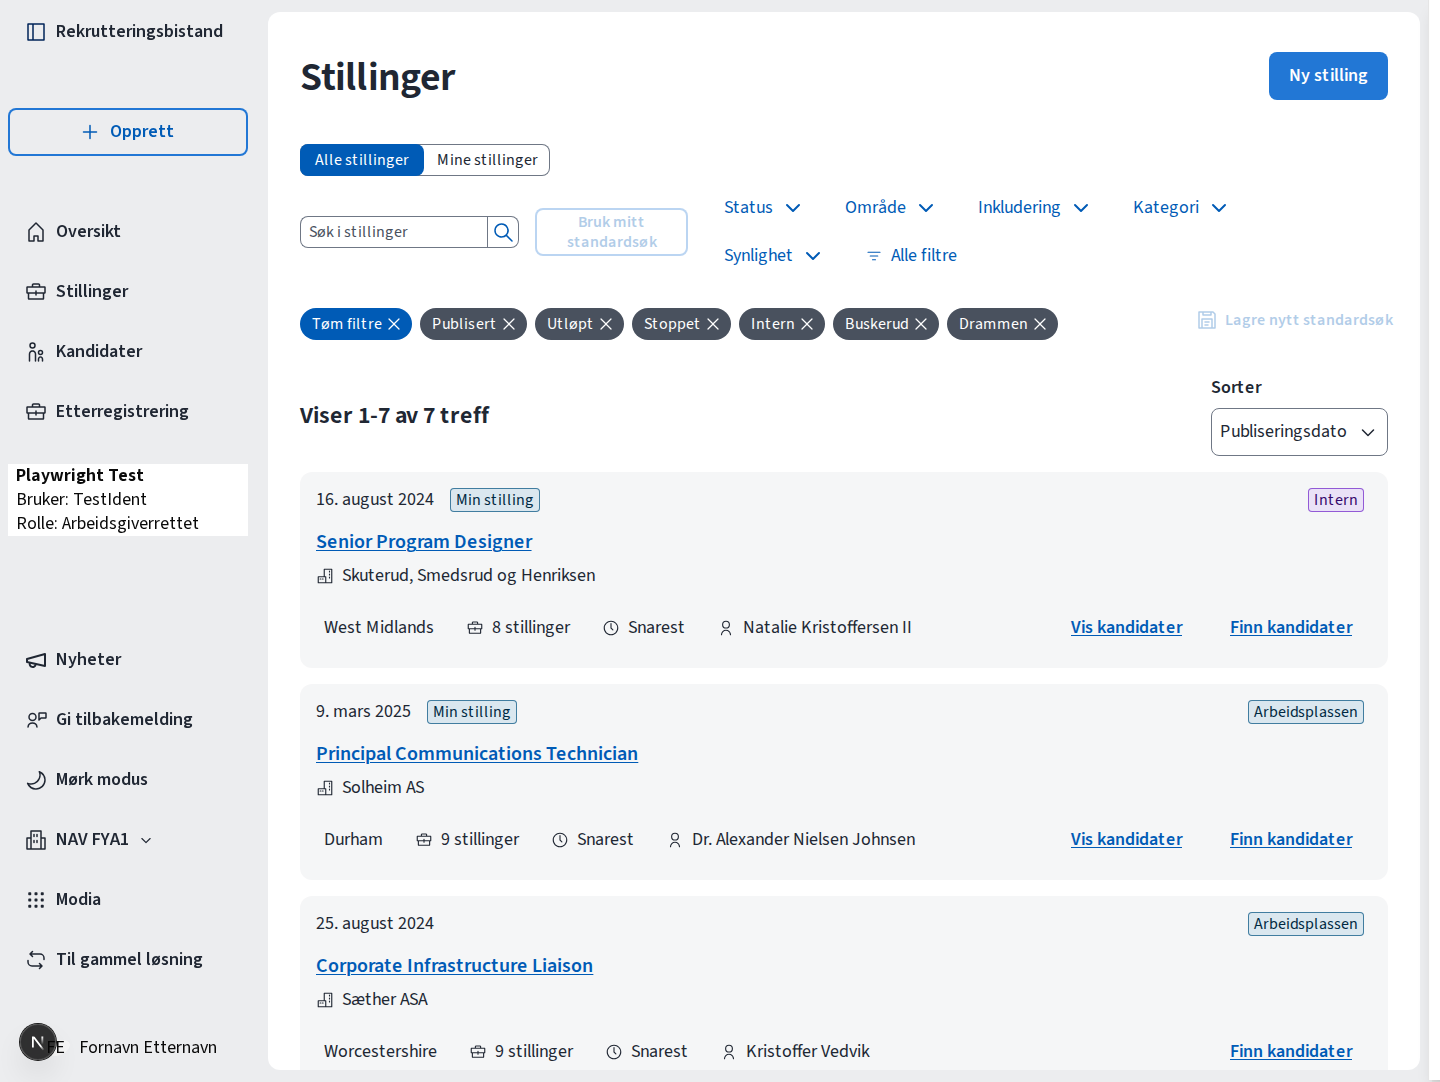 Rekrutteringsbistand
Opprett
Oversikt
Stillinger
Kandidater
Etterregistrering
Playwright Test
Bruker: TestIdent
Rolle: Arbeidsgiverrettet
Nyheter
Gi tilbakemelding
Mørk modus
NAV FYA1
Modia
Til gammel løsning
N
FE Fornavn Etternavn
Stillinger
Ny stilling
Alle stillinger Mine stillinger
Søk i stillinger
Bruk mitt
standardsøk
Status Område Inkludering Kategori
Synlighet Alle filtre
Tøm filtre Publisert Utløpt Stoppet Intern Buskerud Drammen
Lagre nytt standardsøk
Viser 1-7 av 7 treff
Sorter
Publiseringsdato
16. august 2024 Min stilling Intern
Senior Program Designer
Skuterud, Smedsrud og Henriksen
West Midlands 8 stillinger Snarest Natalie Kristoffersen II Vis kandidater Finn kandidater
9. mars 2025 Min stilling Arbeidsplassen
Principal Communications Technician
Solheim AS
Durham 9 stillinger Snarest Dr. Alexander Nielsen Johnsen Vis kandidater Finn kandidater
25. august 2024 Arbeidsplassen
Corporate Infrastructure Liaison
Sæther ASA
Worcestershire 9 stillinger Snarest Kristoffer Vedvik Finn kandidater